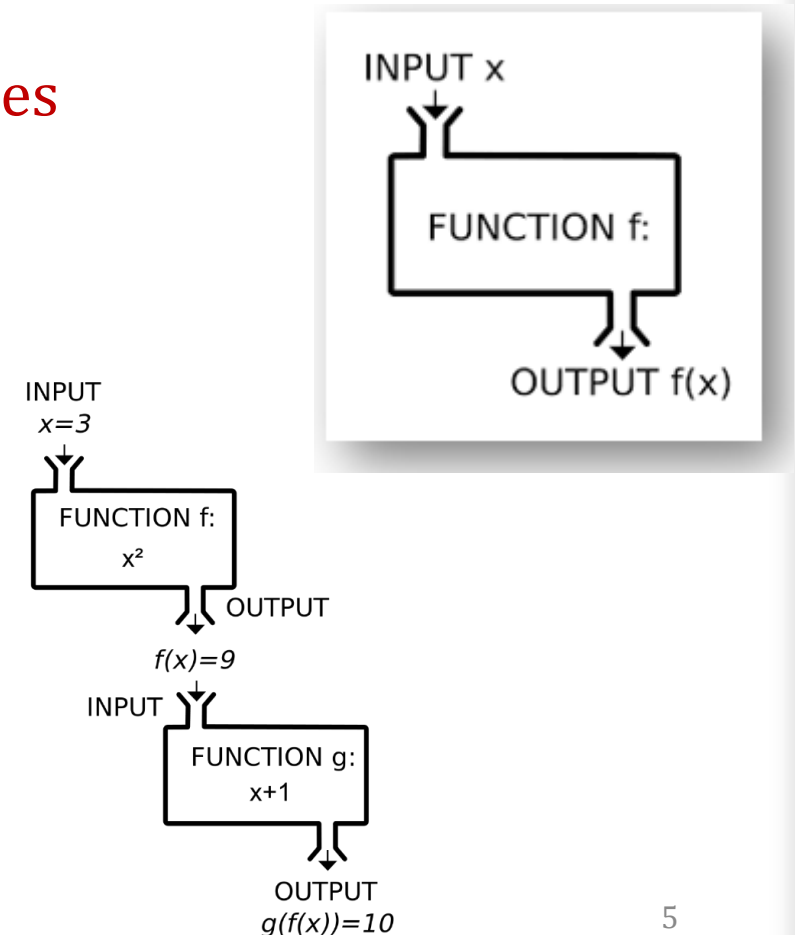 es
INPUT x
FUNCTION f:
OUTPUT f(x)
INPUT
x=3
FUNCTION f:
x²
OUTPUT
f(x)=9
INPUT
FUNCTION g:
x+1
OUTPUT
g(f(x))=10
5